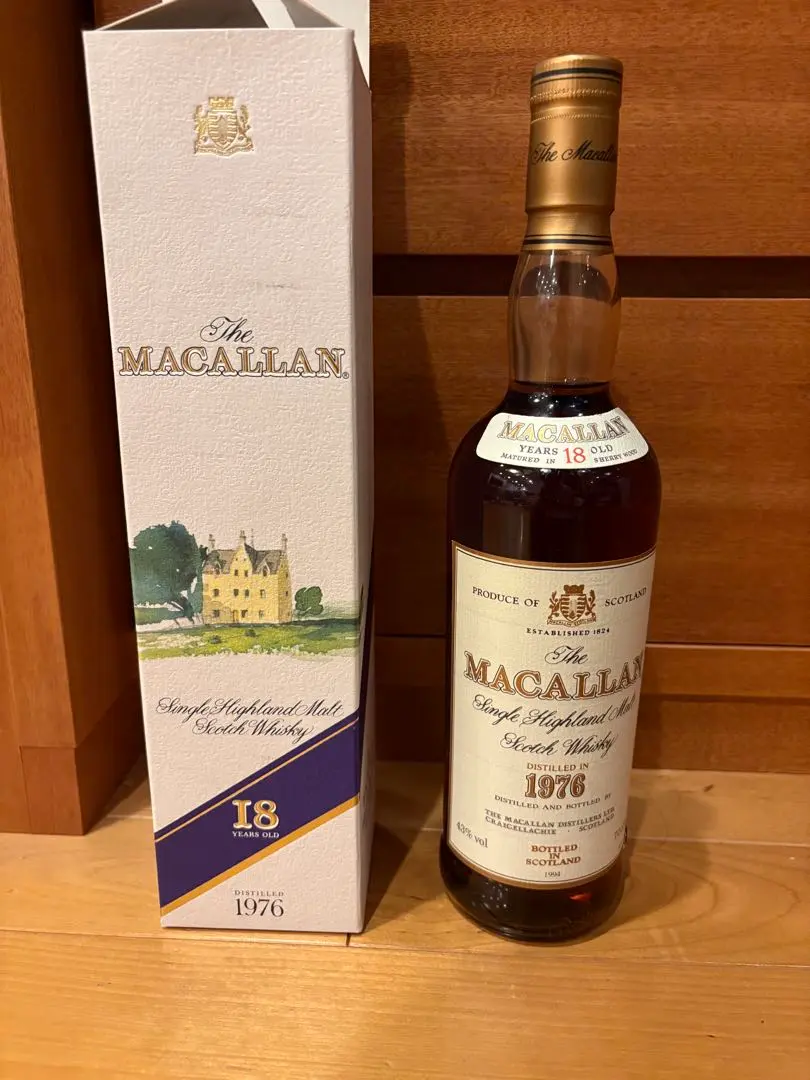 The
MACALLAN®
Single Highland Malt
Scotch Whisky
18
YEARS OLD
DISTILLED
1976
The Macallan
MACALLAN
YEARS 18 OLD
MATURED IN SHERRY WOOD
PRODUCE OF SCOTLAND
ESTABLISHED 1824
The
MACALLAN
Single Highland Malt
Scotch Whisky
DISTILLED IN
1976
DISTILLED AND BOTTLED BY
THE MACALLAN DISTILLERS LTD.
CRAIGELLACHIE · SCOTLAND
43% vol
BOTTLED
IN
SCOTLAND
1994